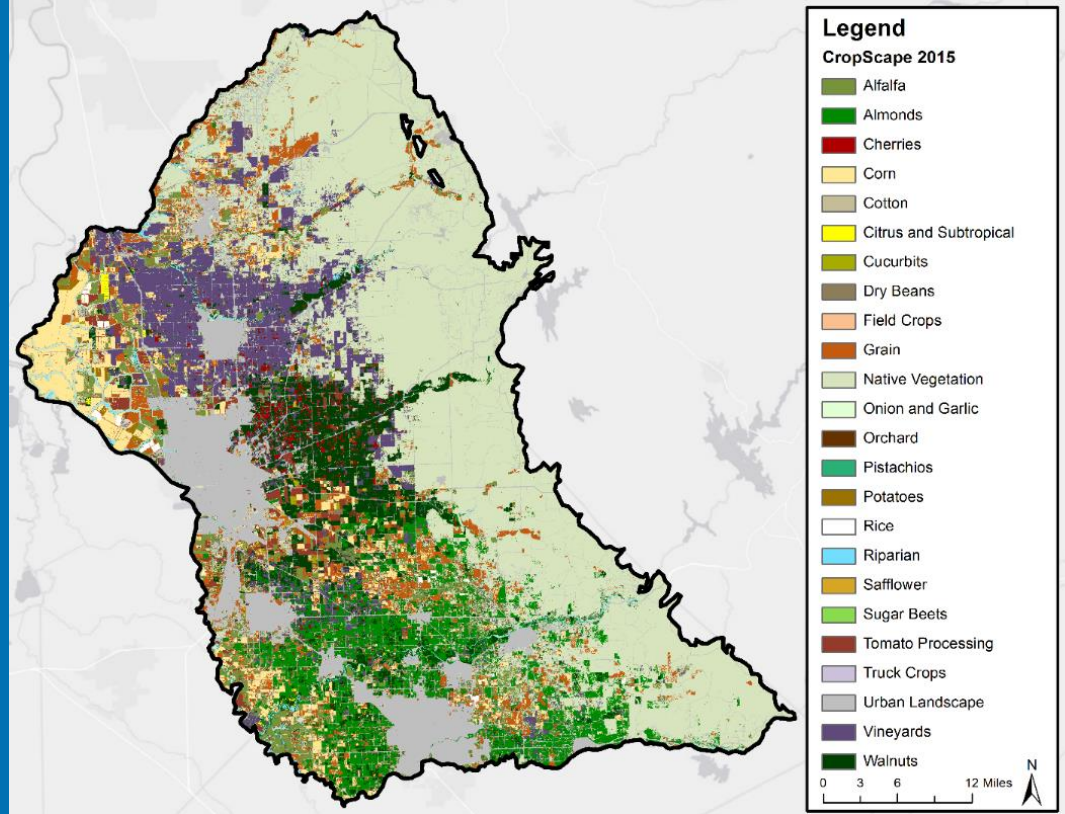 Legend
CropScape 2015
Alfalfa
Almonds
Cherries
Corn
Cotton
Citrus and Subtropical
Cucurbits
Dry Beans
Field Crops
Grain
Native Vegetation
Onion and Garlic
Orchard
Pistachios
Potatoes
Rice
Riparian
Safflower
Sugar Beets
Tomato Processing
Truck Crops
Urban Landscape
Vineyards
Walnuts
N
0 3 6 12 Miles